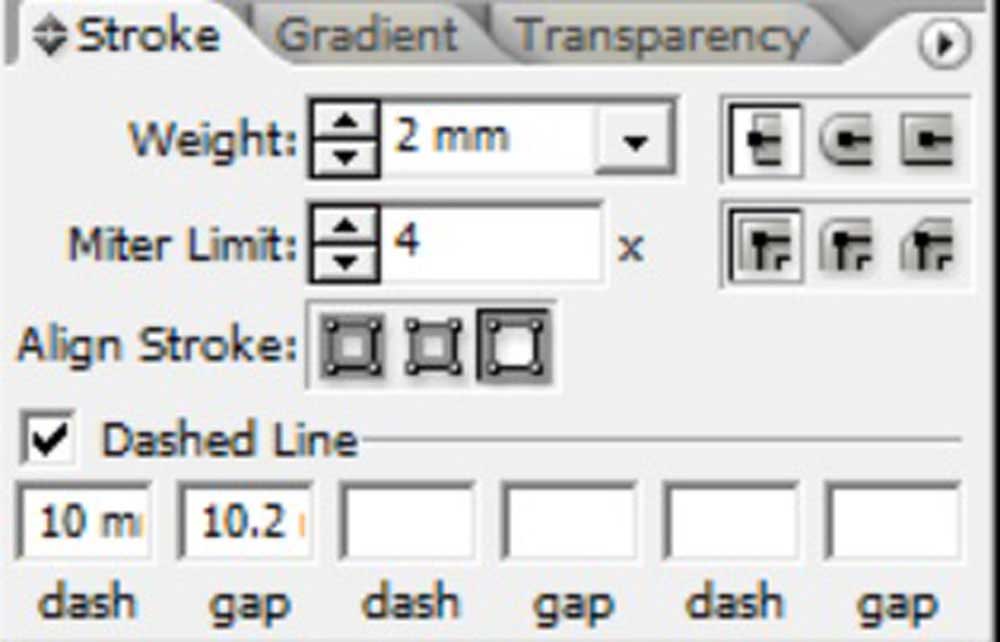 Stroke Gradient Transparency
Weight: 2 mm
Miter Limit: 4 x
Align Stroke:
Dashed Line
10 m 10.2
dash gap dash gap dash gap